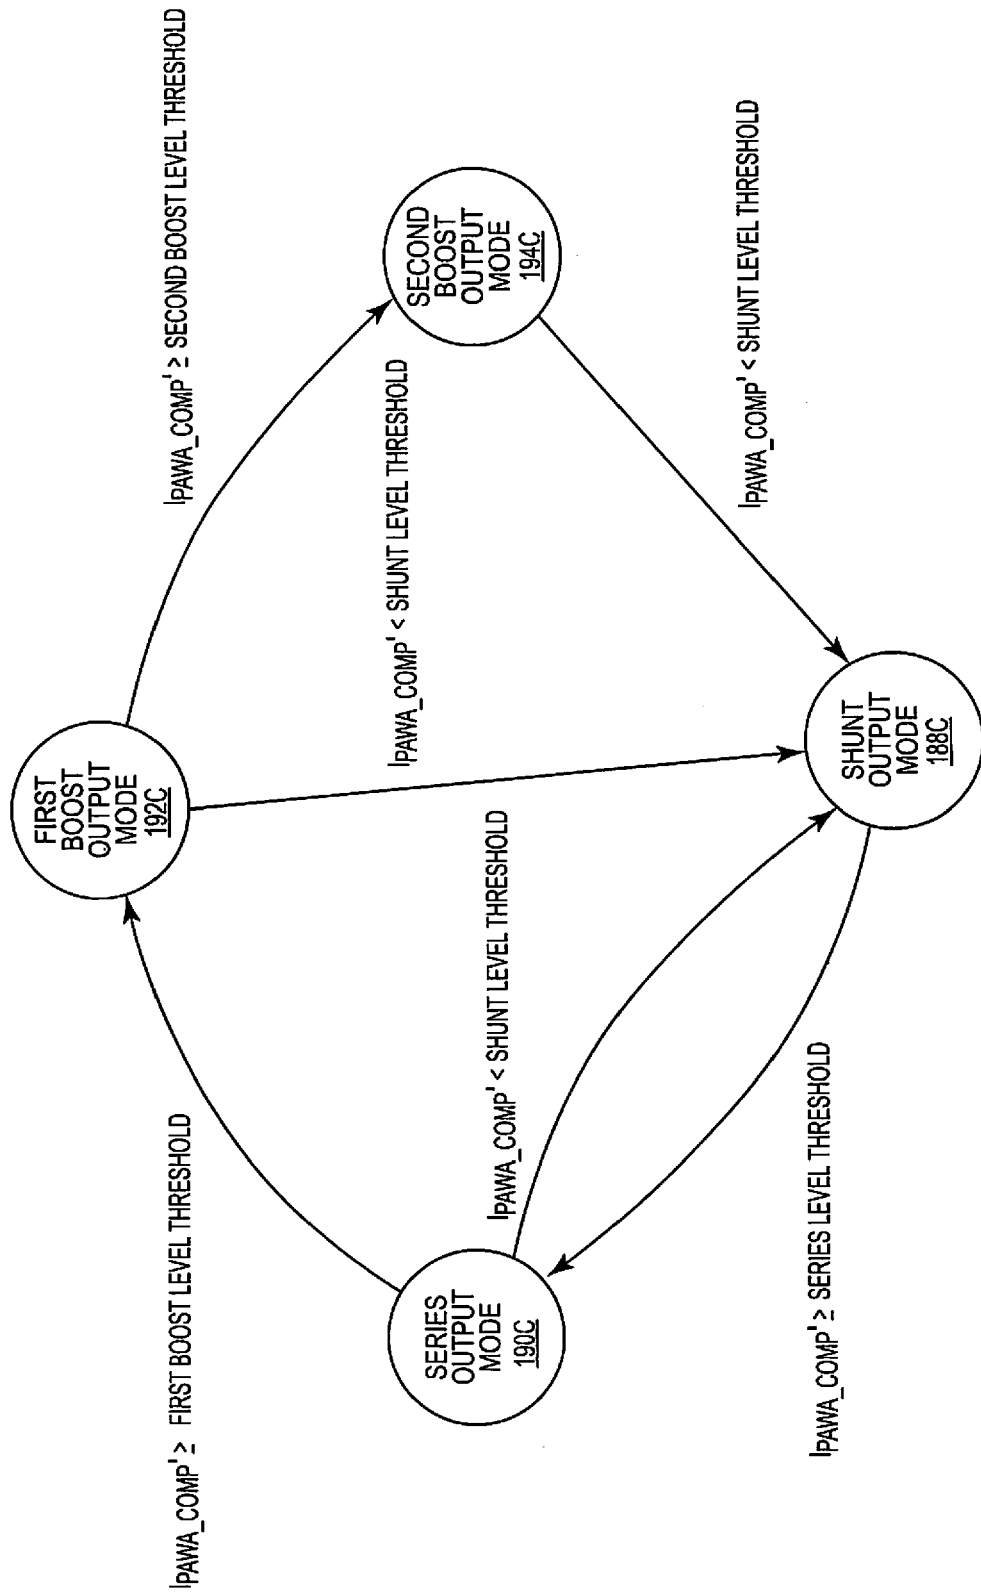 IPAWA_COMP' ≥ FIRST BOOST LEVEL THRESHOLD
IPAWA_COMP' ≥ SECOND BOOST LEVEL THRESHOLD
FIRST
BOOST
OUTPUT
MODE
192C
IPAWA_COMP' < SHUNT LEVEL THRESHOLD
SERIES
OUTPUT
MODE
190C
SECOND
BOOST
OUTPUT
MODE
194C
IPAWA_COMP' < SHUNT LEVEL THRESHOLD
IPAWA_COMP' < SHUNT LEVEL THRESHOLD
IPAWA_COMP' ≥ SERIES LEVEL THRESHOLD
SHUNT
OUTPUT
MODE
188C